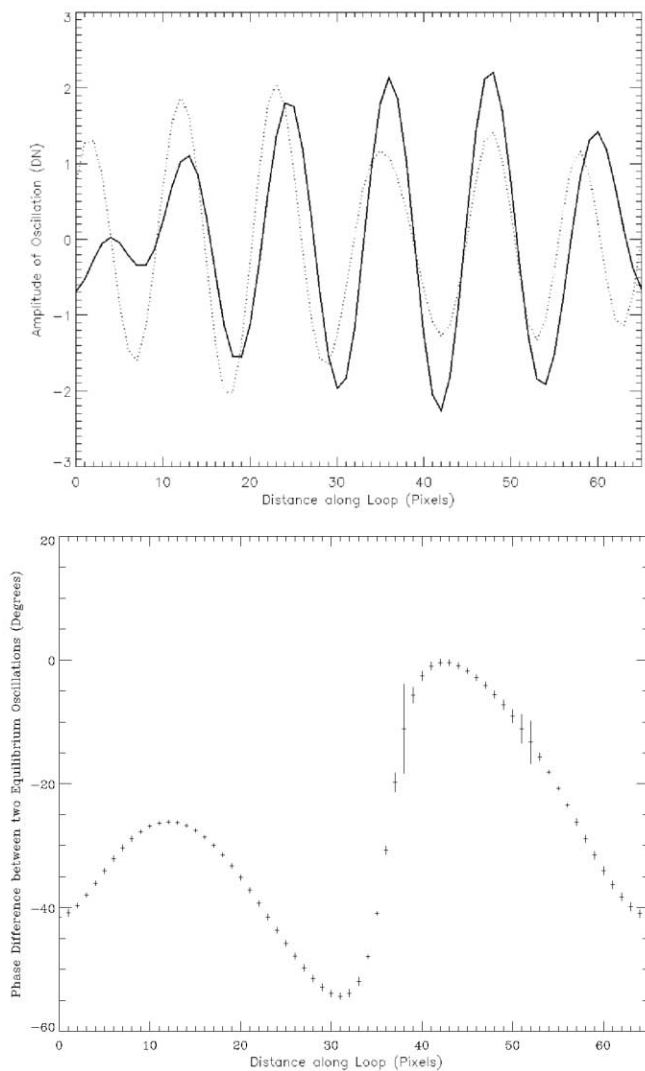 3
2
1
0
-1
-2
-3
Amplitude of Oscillation (DN)
0 10 20 30 40 50 60
Distance along Loop (Pixels)
20
0
-20
-40
-60
Phase Difference between two Equilibrium Oscillations (Degrees)
0 10 20 30 40 50 60
Distance along Loop (Pixels)